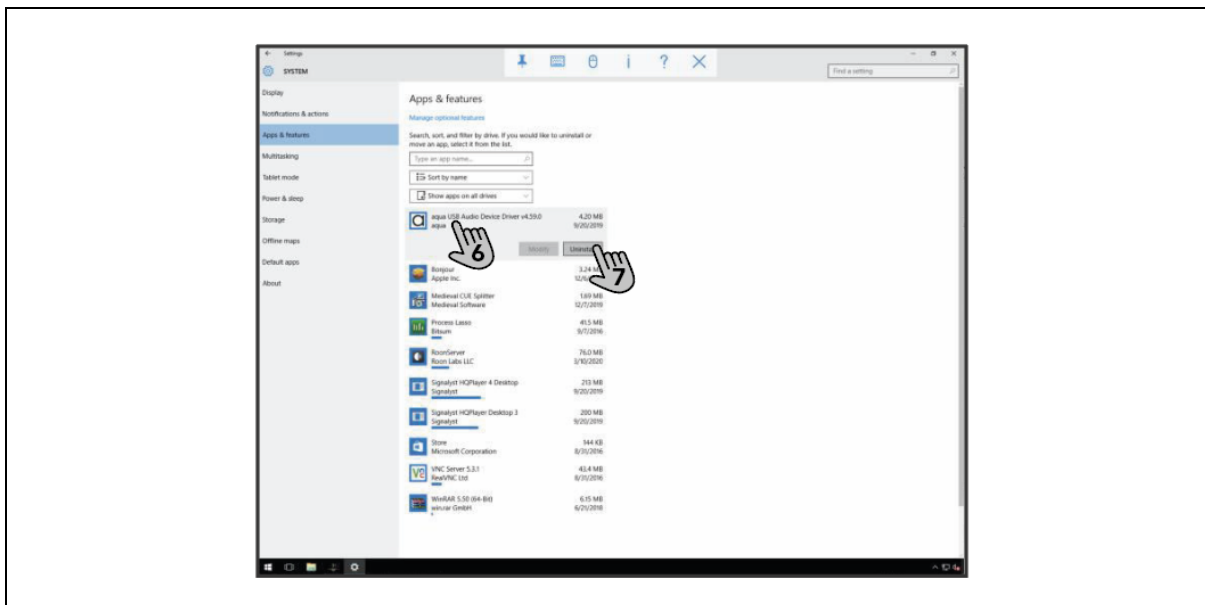 Settings
SYSTEM
Find a setting
Display
Notifications & actions
Apps & features
Multitasking
Tablet mode
Power & sleep
Storage
Offline maps
Default apps
About
Apps & features
Manage optional features
Search, sort, and filter by drive. If you would like to uninstall or
move an app, select it from the list.
Type an app name...
Sort by name
Show apps on all drives
aqua USB Audio Device Driver v4.59.0 4.20 MB
aqua 9/20/2019
6
Modify
7
Bonjour 3.24
Apple Inc.
Medieval CUE Splitter 1.69 MB
Medieval Software 12/7/2019
Process Lasso 41.5 MB
Bitsum 9/7/2016
RoonServer 76.0 MB
Roon Labs LLC 3/10/2020
Signalyst HQPlayer 4 Desktop 213 MB
Signalyst 9/20/2019
Signalyst HQPlayer Desktop 3 200 MB
Signalyst 9/20/2019
Store 144 KB
Microsoft Corporation 8/31/2016
VNC Server 5.3.1 43.4 MB
RealVNC Ltd 8/31/2016
WinRAR 5.50 (64-Bit) 6.15 MB
win.rar GmbH 6/21/2018